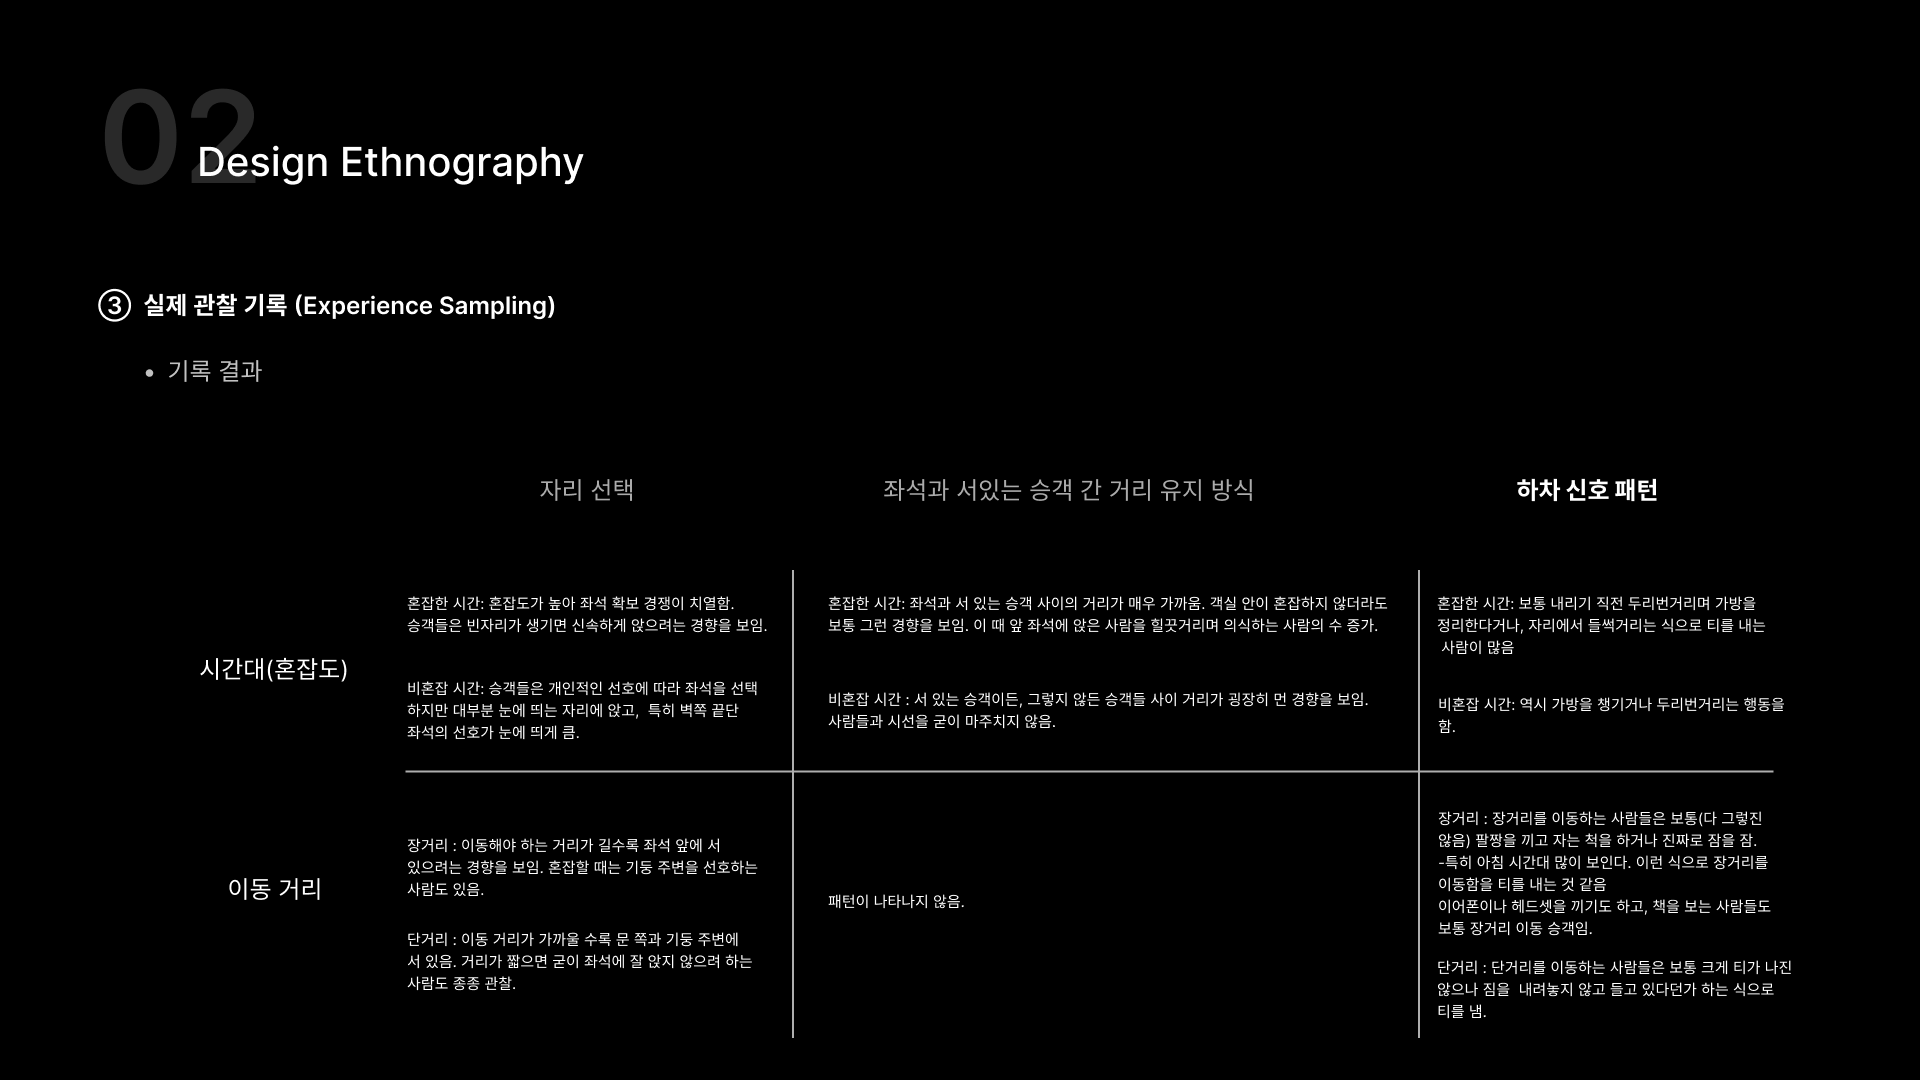 02
Design Ethnography
③ 실제 관찰 기록 (Experience Sampling)
• 기록 결과
자리 선택
좌석과 서있는 승객 간 거리 유지 방식
하차 신호 패턴
시간대(혼잡도)
혼잡한 시간: 혼잡도가 높아 좌석 확보 경쟁이 치열함.
승객들은 빈자리가 생기면 신속하게 앉으려는 경향을 보임.
비혼잡 시간: 승객들은 개인적인 선호에 따라 좌석을 선택
하지만 대부분 눈에 띄는 자리에 앉고,  특히 벽쪽 끝단
좌석의 선호가 눈에 띄게 큼.
혼잡한 시간: 좌석과 서 있는 승객 사이의 거리가 매우 가까움. 객실 안이 혼잡하지 않더라도
보통 그런 경향을 보임. 이 때 앞 좌석에 앉은 사람을 힐끗거리며 의식하는 사람의 수 증가.
비혼잡 시간 : 서 있는 승객이든, 그렇지 않든 승객들 사이 거리가 굉장히 먼 경향을 보임.
사람들과 시선을 굳이 마주치지 않음.
혼잡한 시간: 보통 내리기 직전 두리번거리며 가방을
정리한다거나, 자리에서 들썩거리는 식으로 티를 내는
사람이 많음
비혼잡 시간: 역시 가방을 챙기거나 두리번거리는 행동을
함.
이동 거리
장거리 : 이동해야 하는 거리가 길수록 좌석 앞에 서
있으려는 경향을 보임. 혼잡할 때는 기둥 주변을 선호하는
사람도 있음.
단거리 : 이동 거리가 가까울 수록 문 쪽과 기둥 주변에
서 있음. 거리가 짧으면 굳이 좌석에 잘 앉지 않으려 하는
사람도 종종 관찰.
패턴이 나타나지 않음.
장거리 : 장거리를 이동하는 사람들은 보통(다 그렇진
않음) 팔짱을 끼고 자는 척을 하거나 진짜로 잠을 잠.
-특히 아침 시간대 많이 보인다. 이런 식으로 장거리를
이동함을 티를 내는 것 같음
이어폰이나 헤드셋을 끼기도 하고, 책을 보는 사람들도
보통 장거리 이동 승객임.
단거리 : 단거리를 이동하는 사람들은 보통 크게 티가 나진
않으나 짐을  내려놓지 않고 들고 있다던가 하는 식으로
티를 냄.